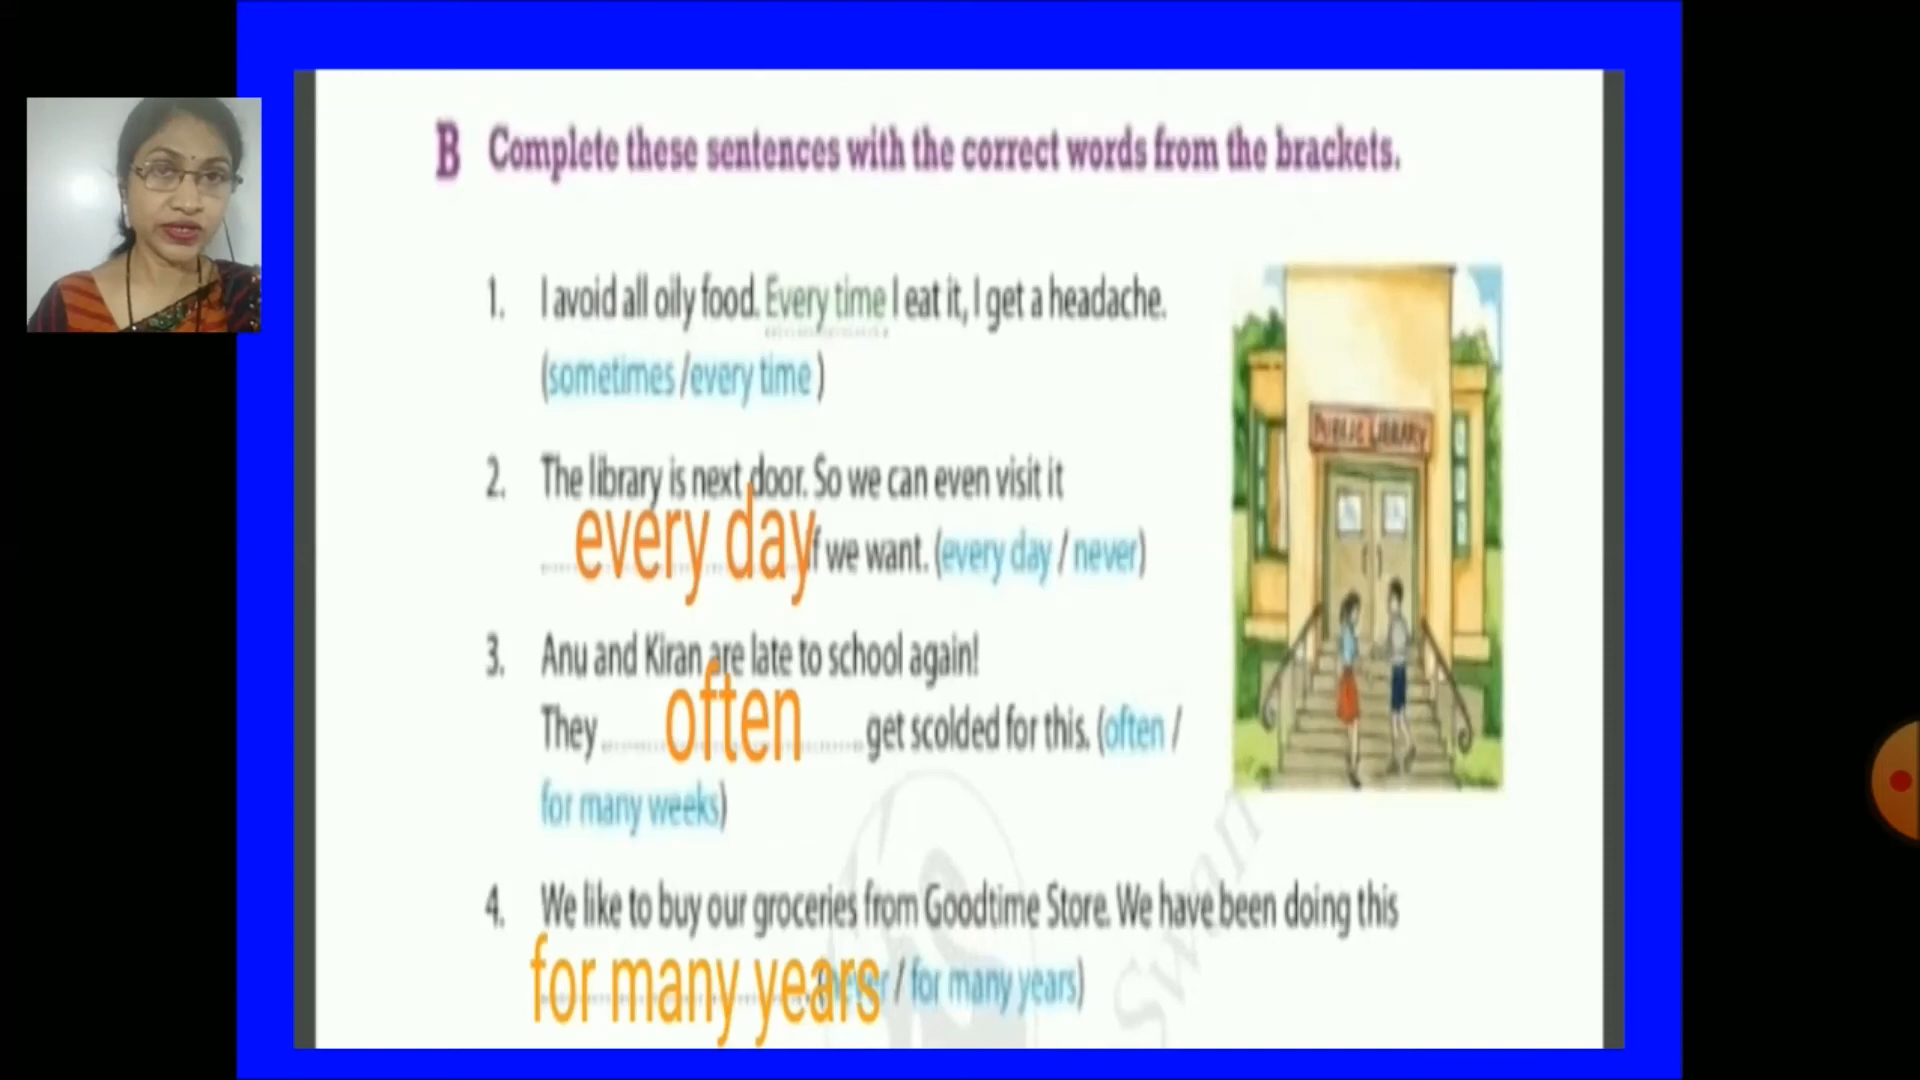 B Complete these sentences with the correct words from the brackets.
1. I avoid all oily food. Every time I eat it, I get a headache.
(sometimes /every time )
PUBLIC LIBRARY
2. The library is next door. So we can even visit it
every day if we want. (every day / never)
3. Anu and Kiran are late to school again!
They often get scolded for this. (often /
for many weeks)
4. We like to buy our groceries from Goodtime Store. We have been doing this
for many years (never / for many years)
Swan